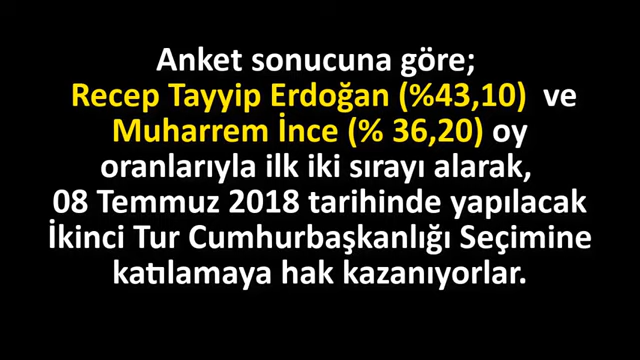 Anket sonucuna göre;
Recep Tayyip Erdoğan (%43,10) ve
Muharrem İnce (% 36,20) oy
oranlarıyla ilk iki sırayı alarak,
08 Temmuz 2018 tarihinde yapılacak
İkinci Tur Cumhurbaşkanlığı Seçimine
katılamaya hak kazanıyorlar.